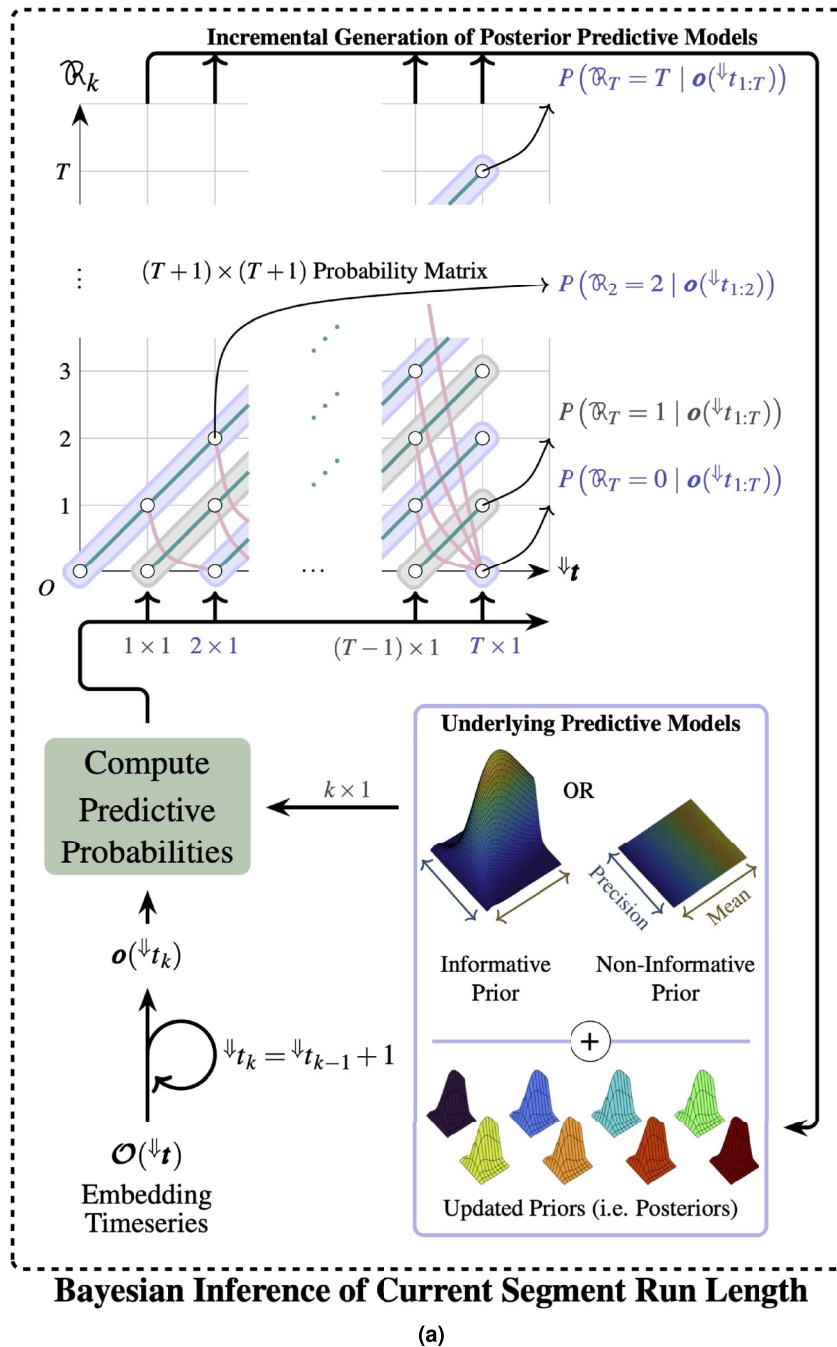 Incremental Generation of Posterior Predictive Models
ℛₖ
P(ℛ_T = T | o(⇓t₁:T))
T
(T + 1) × (T + 1) Probability Matrix
⋮
P(ℛ₂ = 2 | o(⇓t₁:₂))
3
P(ℛ_T = 1 | o(⇓t₁:T))
2
P(ℛ_T = 0 | o(⇓t₁:T))
1
O
...
⇓t
1 × 1
2 × 1
(T − 1) × 1
T × 1
Underlying Predictive Models
Compute
Predictive
Probabilities
k × 1
OR
Precision
Mean
Informative
Prior
Non-Informative
Prior
o(⇓tₖ)
⇓tₖ = ⇓tₖ₋₁ + 1
+
𝒪(⇓t)
Embedding
Timeseries
Updated Priors (i.e. Posteriors)
Bayesian Inference of Current Segment Run Length
(a)